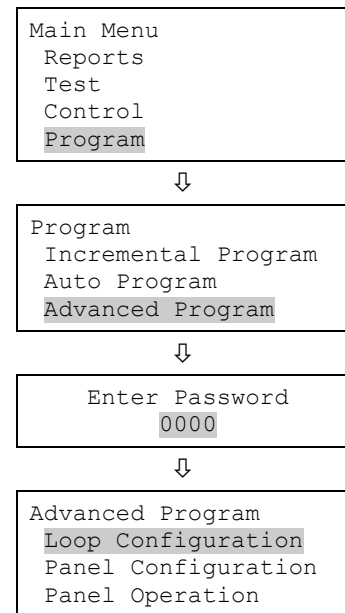 Main Menu
Reports
Test
Control
Program
⇩
Program
Incremental Program
Auto Program
Advanced Program
⇩
Enter Password
0000
⇩
Advanced Program
Loop Configuration
Panel Configuration
Panel Operation